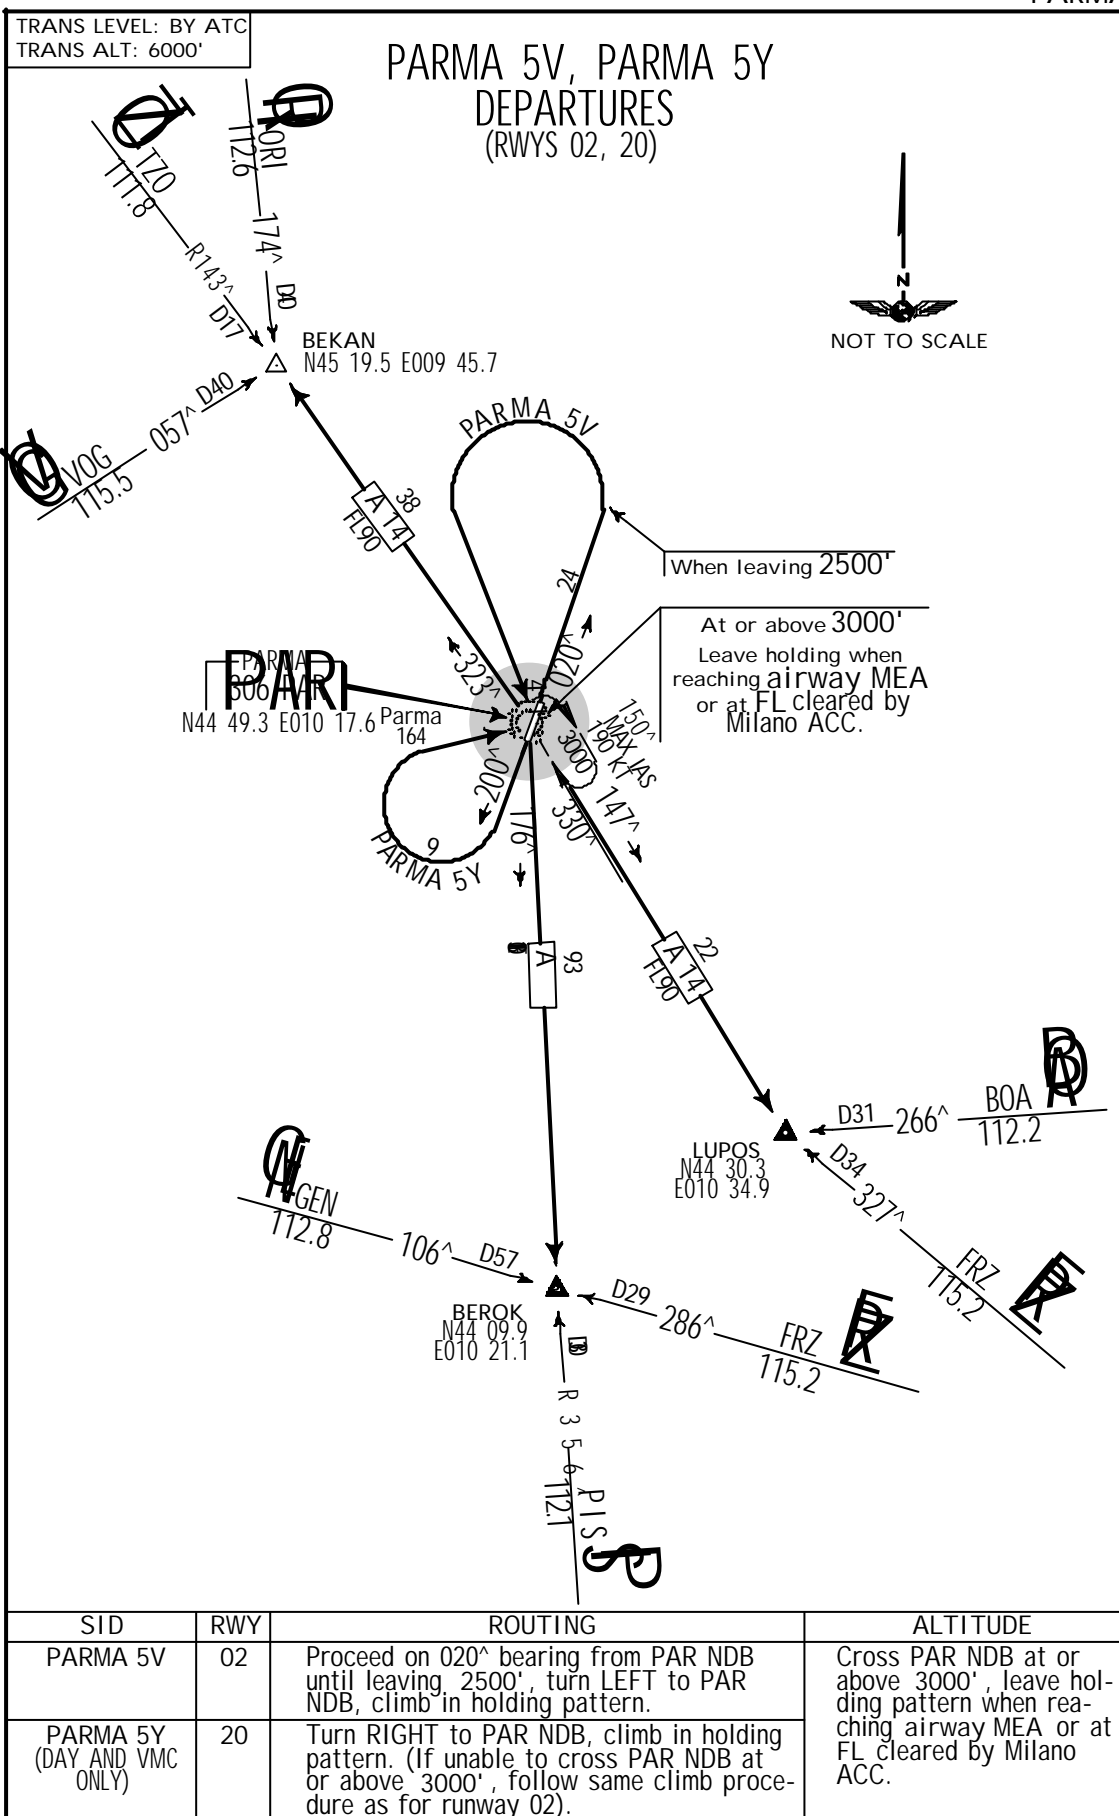 PARMA
TRANS LEVEL: BY ATC
TRANS ALT: 6000'
PARMA 5V, PARMA 5Y
DEPARTURES
(RWYS 02, 20)
TZO
111.8
R143^
D17
ORI
112.6
174^
N
NOT TO SCALE
BEKAN
N45 19.5 E009 45.7
VOG
115.5
057^
D40
38
A 14
FL90
PARMA 5V
24
When leaving 2500'
At or above 3000'
Leave holding when
reaching airway MEA
or at FL cleared by
Milano ACC.
323^
020^
PARMA
306 PAR
PAR
N44 49.3 E010 17.6
Parma
164
150^
MAX IAS
190 KT
3000
200^
176^
330^
147^
9
PARMA 5Y
A
93
22
A 14
FL90
BOA
112.2
266^
D31
LUPOS
N44 30.3
E010 34.9
D34
327^
FRZ
115.2
GEN
112.8
106^
D57
BEROK
N44 09.9
E010 21.1
D29
286^
FRZ
115.2
R 3 5 6 ^
112.1
P I S
SID RWY ROUTING ALTITUDE
PARMA 5V 02 Proceed on 020^ bearing from PAR NDB
until leaving 2500', turn LEFT to PAR
NDB, climb in holding pattern.
PARMA 5Y
(DAY AND VMC
ONLY)
20
Turn RIGHT to PAR NDB, climb in holding
pattern. (If unable to cross PAR NDB at
or above 3000', follow same climb proce-
dure as for runway 02).
Cross PAR NDB at or
above 3000', leave hol-
ding pattern when rea-
ching airway MEA or at
FL cleared by Milano
ACC.